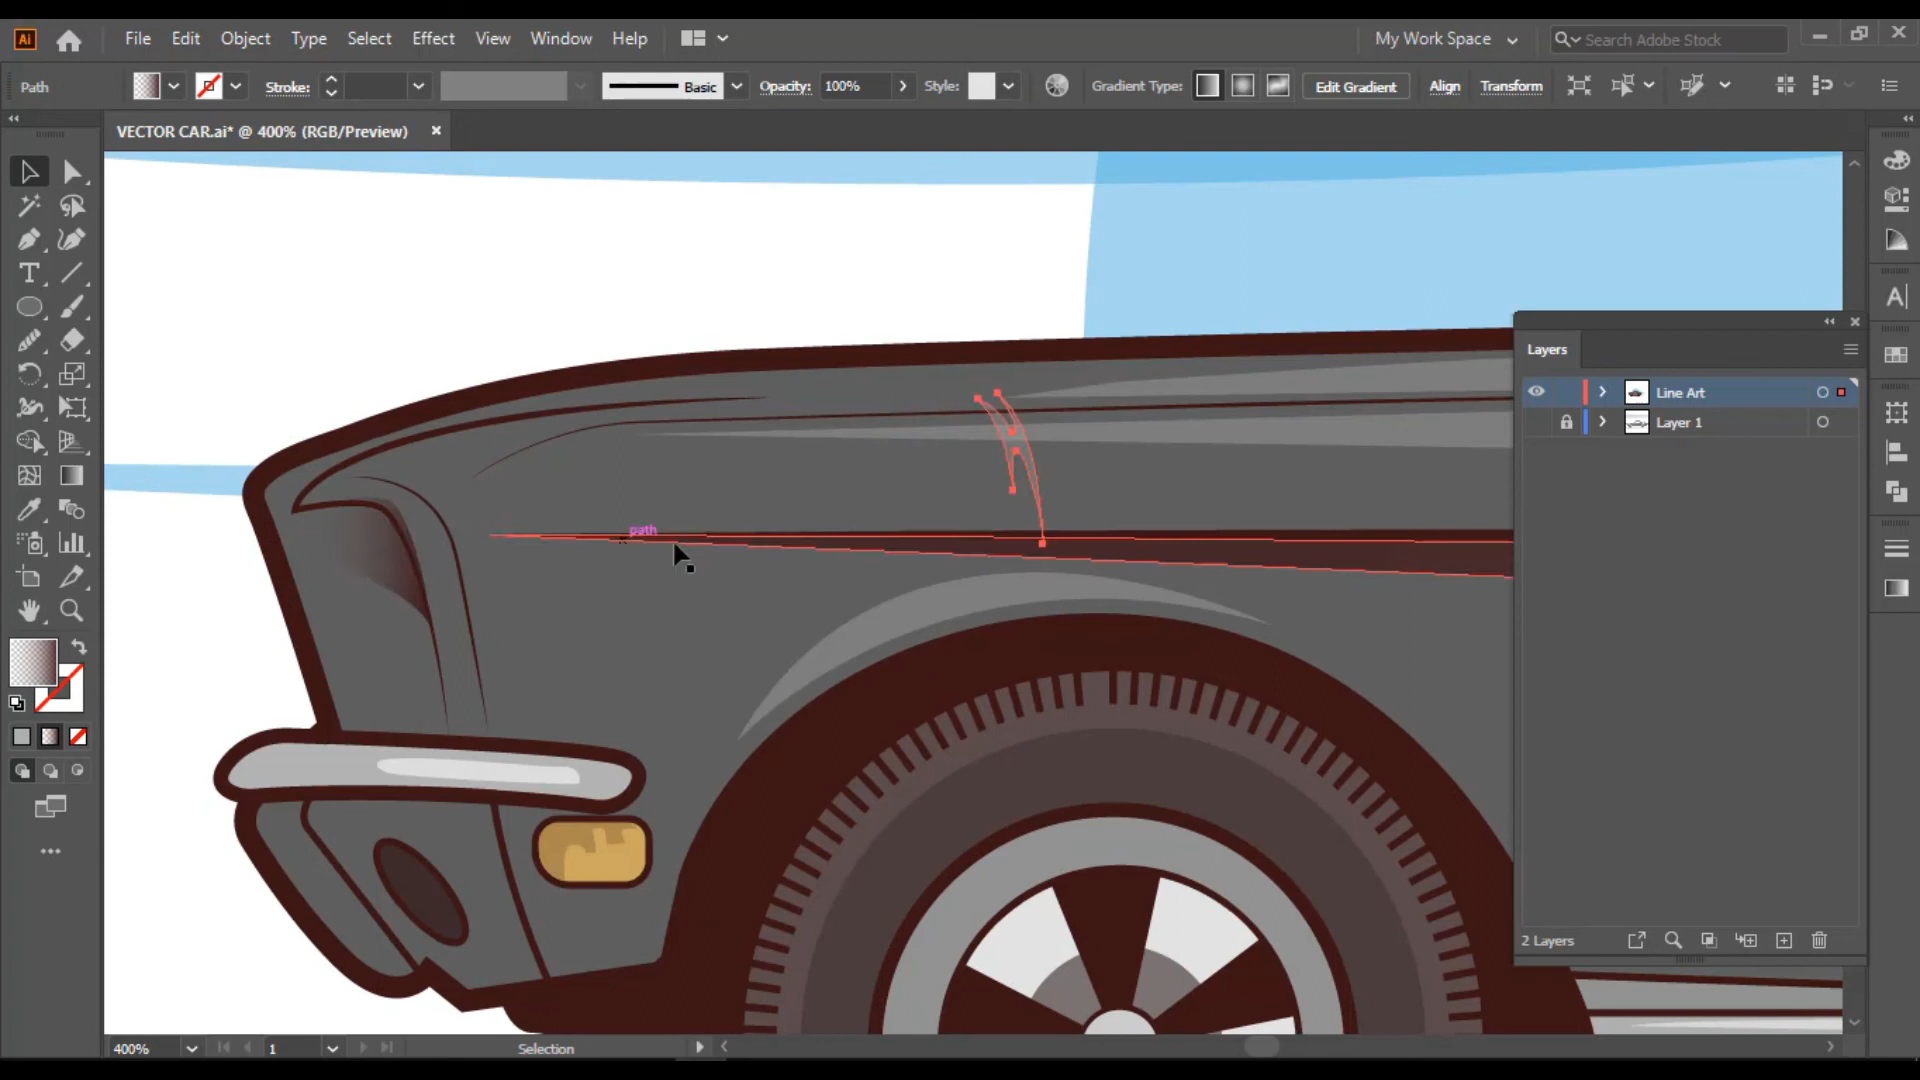 Ai File Edit Object Type Select Effect View Window Help My Work Space Search Adobe Stock
Path Stroke: Basic Opacity: 100% Style: Gradient Type: Edit Gradient Align Transform
VECTOR CAR.ai* @ 400% (RGB/Preview)
Layers
Line Art
Layer 1
path
2 Layers
400% 1 Selection